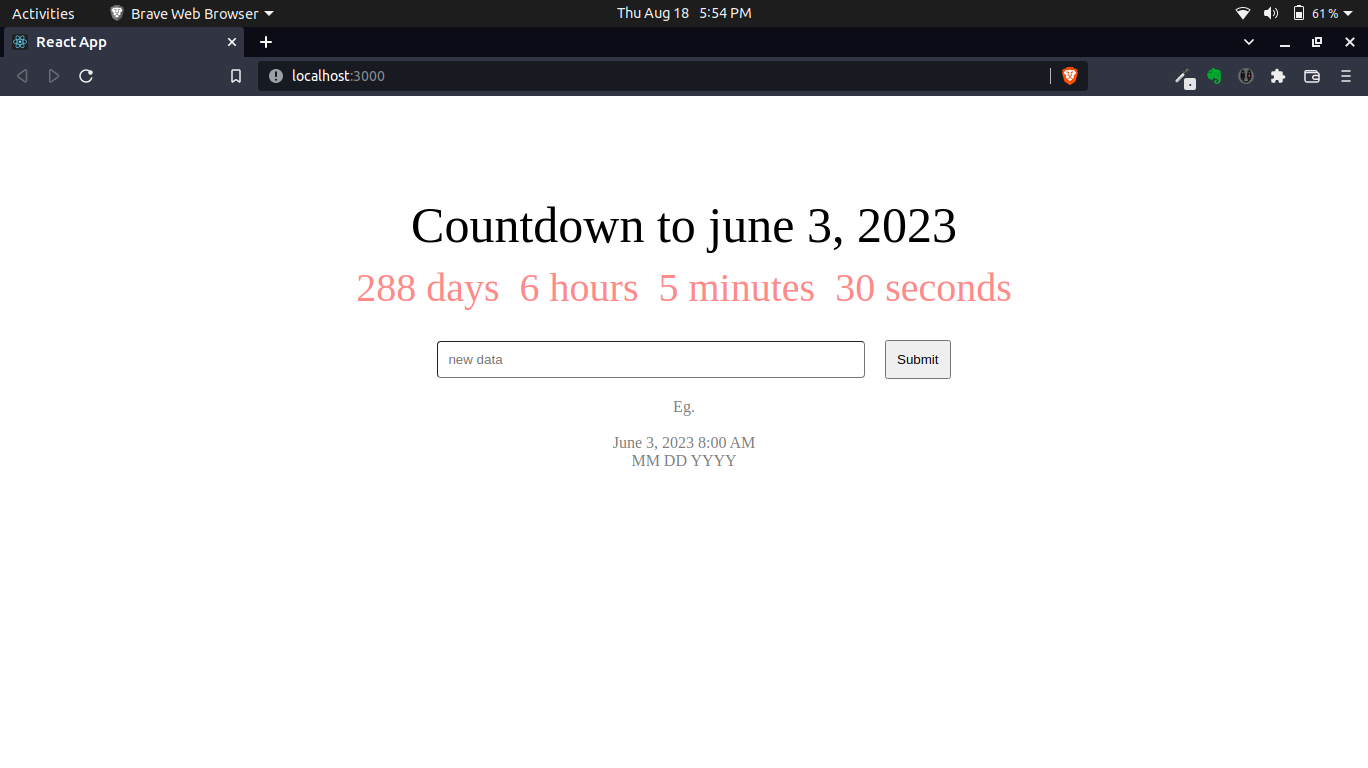 Activities Brave Web Browser Thu Aug 18 5:54 PM 61 %
React App
localhost:3000
Countdown to june 3, 2023
288 days 6 hours 5 minutes 30 seconds
new data Submit
Eg.
June 3, 2023 8:00 AM
MM DD YYYY